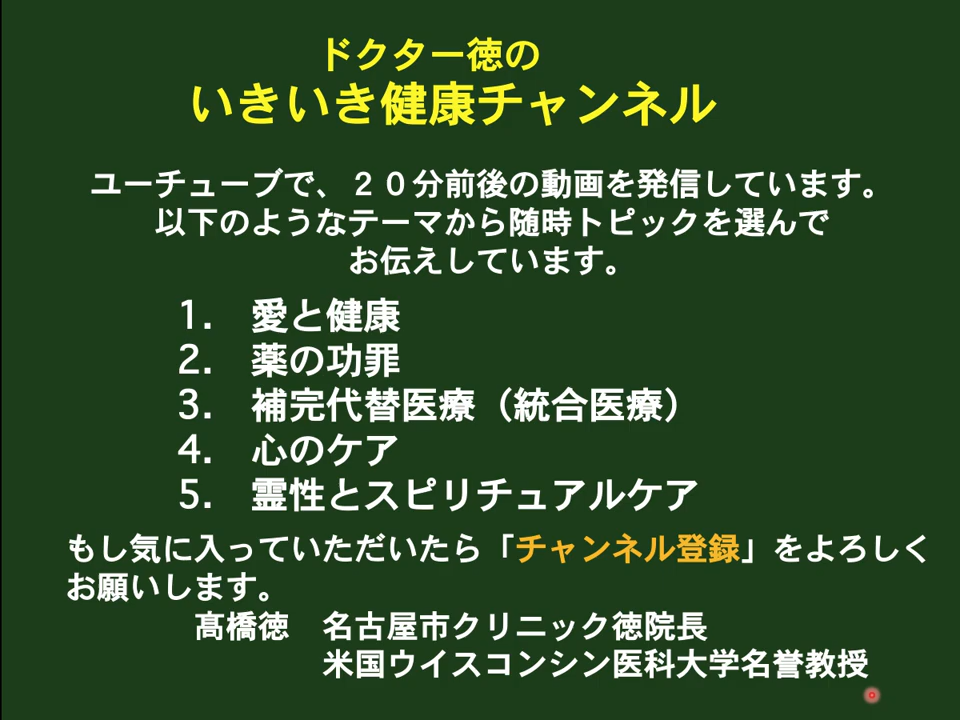 ドクター徳の
いきいき健康チャンネル
ユーチューブで、２０分前後の動画を発信しています。
以下のようなテーマから随時トピックを選んで
お伝えしています。
1. 愛と健康
2. 薬の功罪
3. 補完代替医療（統合医療）
4. 心のケア
5. 霊性とスピリチュアルケア
もし気に入っていただいたら「チャンネル登録」をよろしく
お願いします。
髙橋徳 名古屋市クリニック徳院長
米国ウイスコンシン医科大学名誉教授